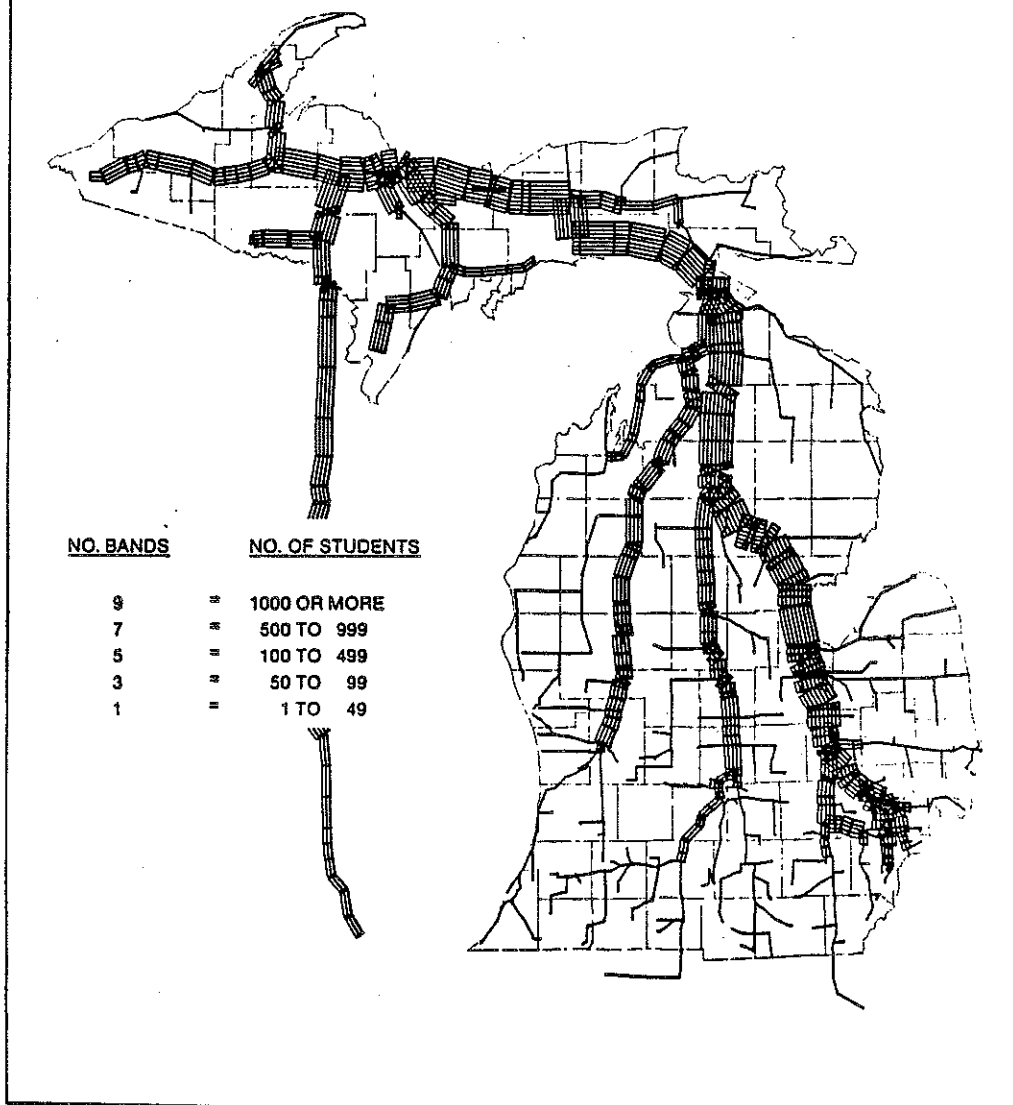 NO. BANDS NO. OF STUDENTS
9 = 1000 OR MORE
7 = 500 TO 999
5 = 100 TO 499
3 = 50 TO 99
1 = 1 TO 49